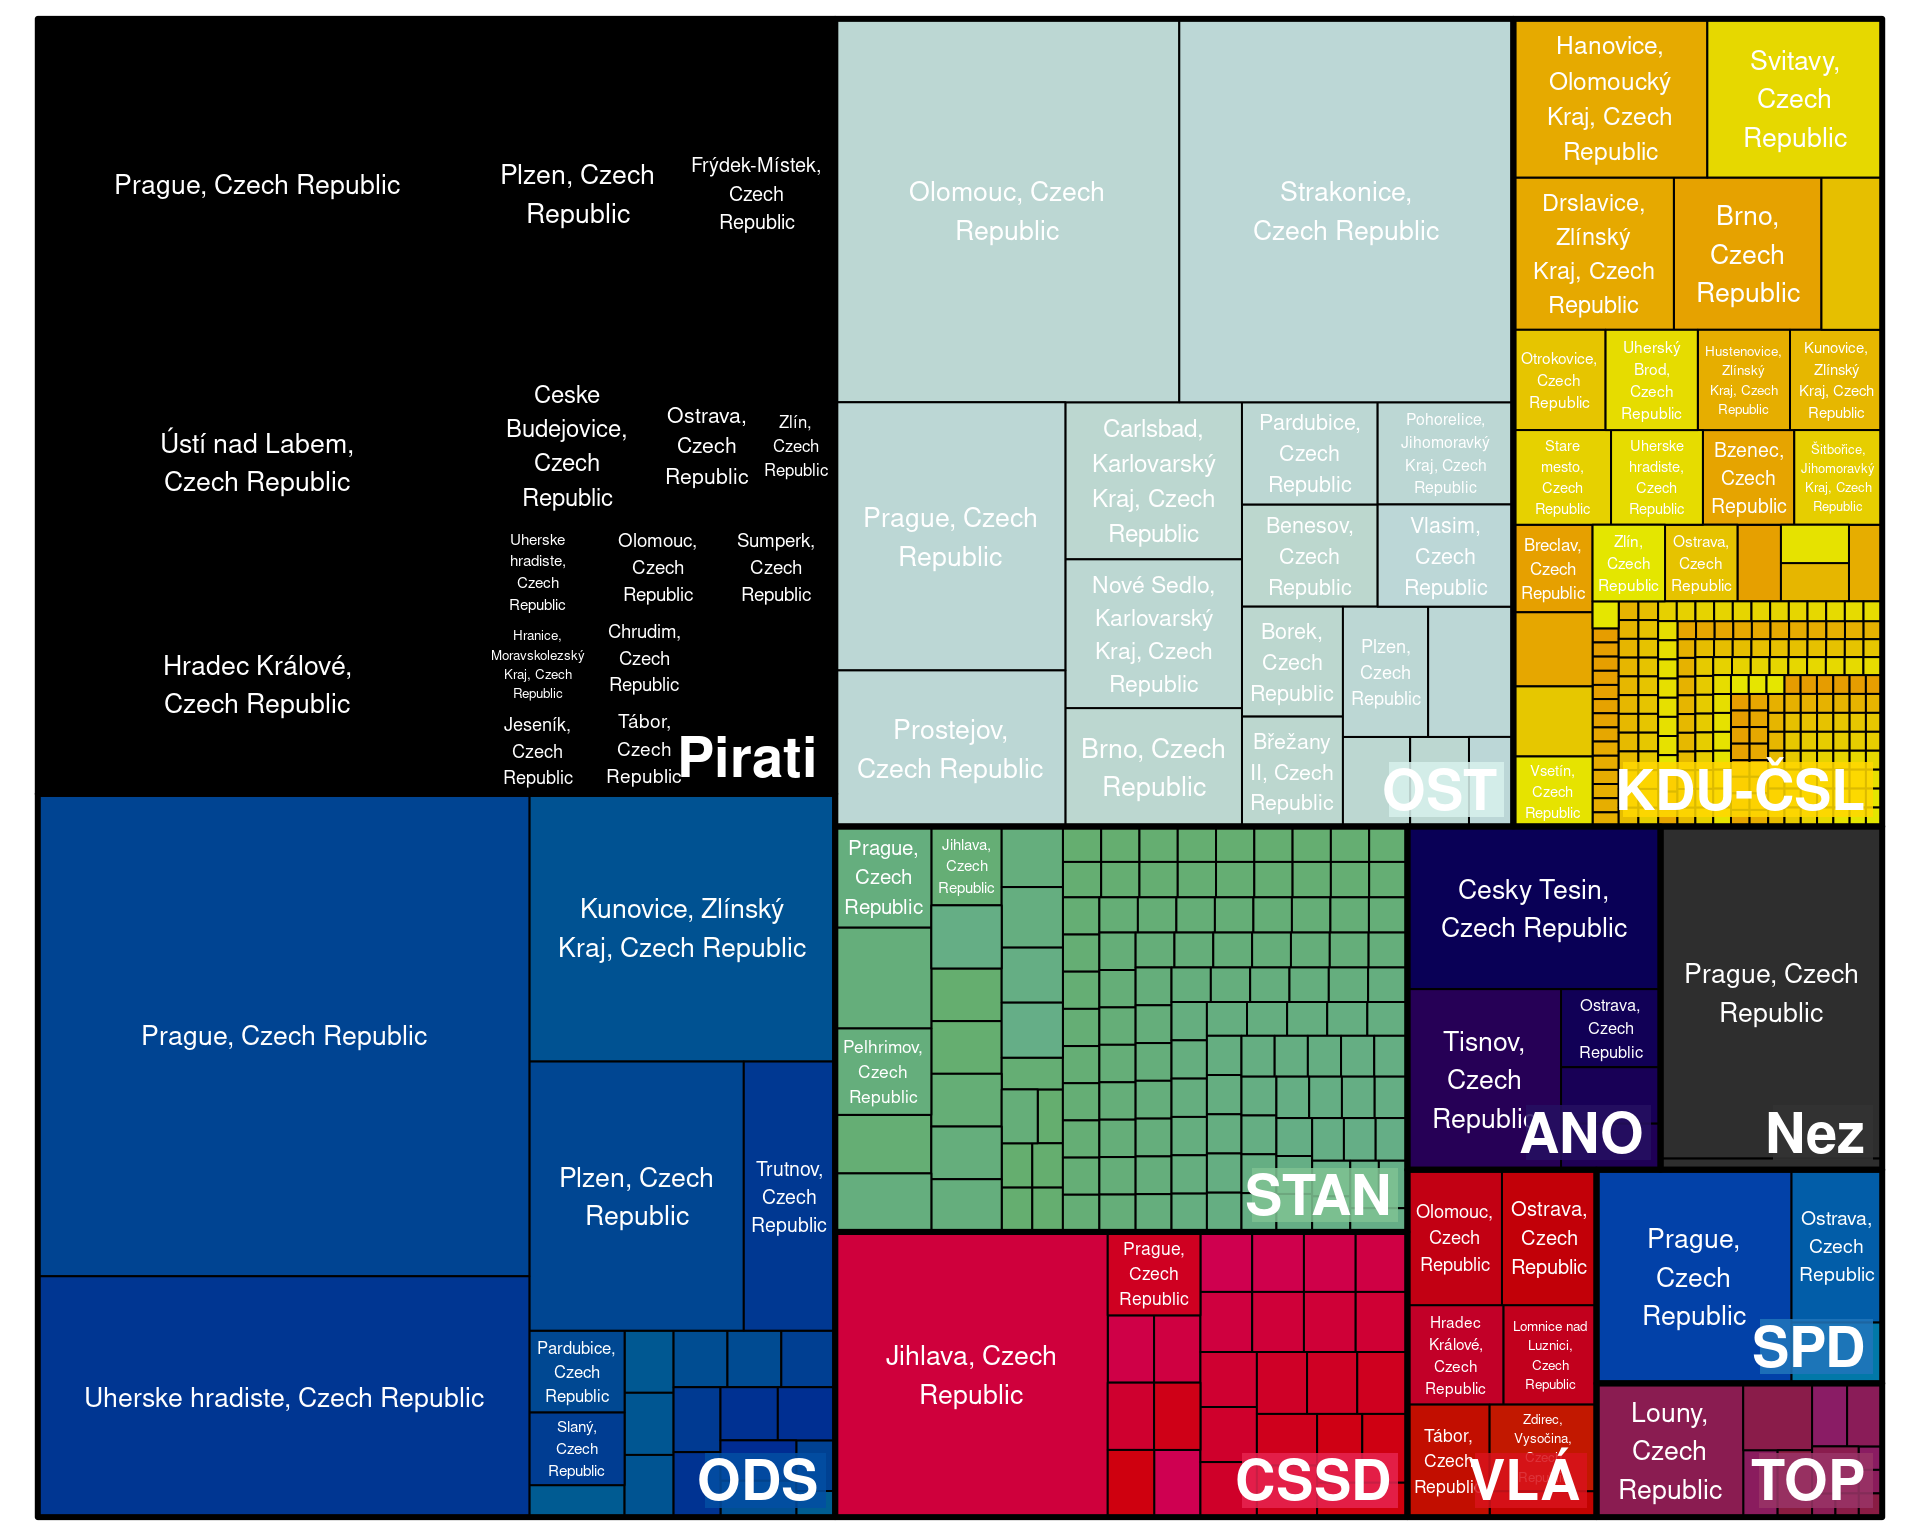 Prague, Czech Republic
Plzen, Czech
Republic
Frýdek-Místek,
Czech
Republic
Ústí nad Labem,
Czech Republic
Ceske
Budejovice,
Czech
Republic
Ostrava,
Czech
Republic
Zlín,
Czech
Republic
Hradec Králové,
Czech Republic
Uherske
hradiste,
Czech
Republic
Olomouc,
Czech
Republic
Sumperk,
Czech
Republic
Hranice,
Moravskolezský
Kraj, Czech
Republic
Chrudim,
Czech
Republic
Jeseník,
Czech
Republic
Tábor,
Czech
Republic
Pirati
Olomouc, Czech
Republic
Strakonice,
Czech Republic
Prague, Czech
Republic
Prostejov,
Czech Republic
Carlsbad,
Karlovarský
Kraj, Czech
Republic
Nové Sedlo,
Karlovarský
Kraj, Czech
Republic
Brno, Czech
Republic
Pardubice,
Czech
Republic
Pohorelice,
Jihomoravký
Kraj, Czech
Republic
Benesov,
Czech
Republic
Vlasim,
Czech
Republic
Borek,
Czech
Republic
Plzen,
Czech
Republic
Břežany
II, Czech
Republic
OST
Hanovice,
Olomoucký
Kraj, Czech
Republic
Svitavy,
Czech
Republic
Drslavice,
Zlínský
Kraj, Czech
Republic
Brno,
Czech
Republic
Otrokovice,
Czech
Republic
Uherský
Brod,
Czech
Republic
Hustenovice,
Zlínský
Kraj, Czech
Republic
Kunovice,
Zlínský
Kraj, Czech
Republic
Stare
mesto,
Czech
Republic
Uherske
hradiste,
Czech
Republic
Bzenec,
Czech
Republic
Šitbořice,
Jihomoravký
Kraj, Czech
Republic
Breclav,
Czech
Republic
Zlín,
Czech
Republic
Ostrava,
Czech
Republic
Vsetín,
Czech
Republic
KDU-ČSL
Prague, Czech Republic
Kunovice, Zlínský
Kraj, Czech Republic
Plzen, Czech
Republic
Trutnov,
Czech
Republic
Uherske hradiste, Czech Republic
Pardubice,
Czech
Republic
Slaný,
Czech
Republic
ODS
Prague,
Czech
Republic
Jihlava,
Czech
Republic
Pelhrimov,
Czech
Republic
STAN
Jihlava, Czech
Republic
Prague,
Czech
Republic
CSSD
Cesky Tesin,
Czech Republic
Tisnov,
Czech
Republic
Ostrava,
Czech
Republic
ANO
Prague, Czech
Republic
Nez
Olomouc,
Czech
Republic
Ostrava,
Czech
Republic
Hradec
Králové,
Czech
Republic
Lomnice nad
Luznici,
Czech
Republic
Tábor,
Czech
Republic
Zdirec,
Vysočina,
Czech
Republic
VLÁ
Prague,
Czech
Republic
Ostrava,
Czech
Republic
SPD
Louny,
Czech
Republic
TOP